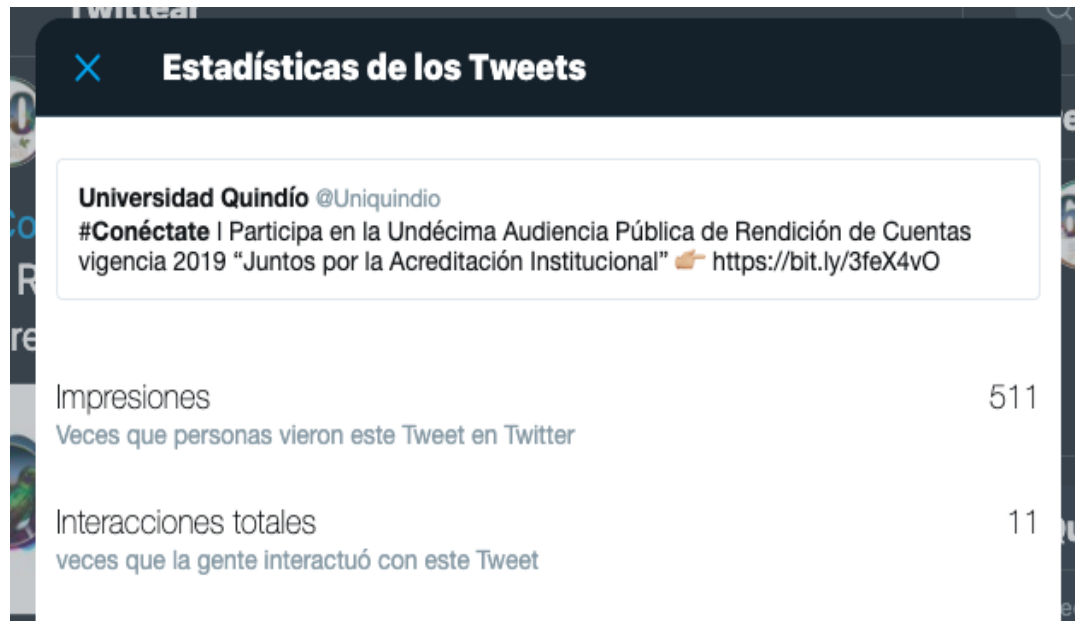 Twittear
Estadísticas de los Tweets
Universidad Quindío @Uniquindio
#Conéctate I Participa en la Undécima Audiencia Pública de Rendición de Cuentas
vigencia 2019 “Juntos por la Acreditación Institucional” 👉🏼 https://bit.ly/3feX4vO
Impresiones 511
Veces que personas vieron este Tweet en Twitter
Interacciones totales 11
veces que la gente interactuó con este Tweet